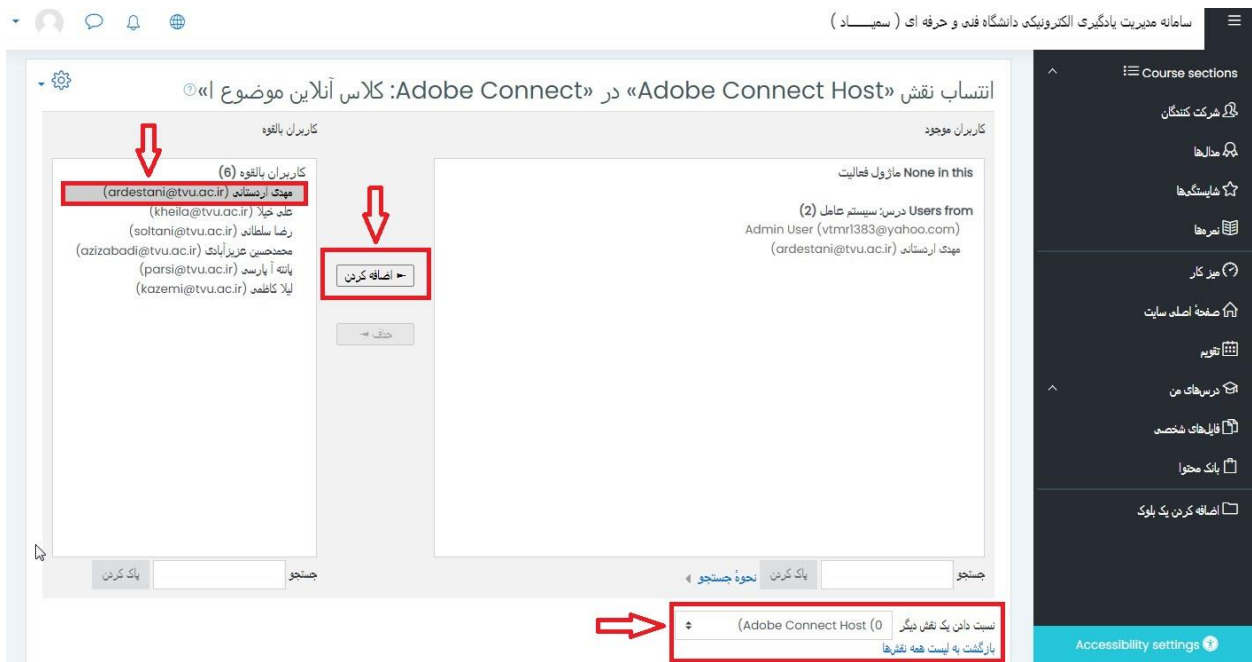 سامانه مدیریت یادگیری الکترونیکی دانشگاه فنی و حرفه ای ( سمیــــاد )
Course sections
شرکت کنندگان
مدال‌ها
شایستگی‌ها
نمره‌ها
میز کار
صفحهٔ اصلی سایت
تقویم
درس‌های من
فایل‌های شخصی
بانک محتوا
اضافه کردن یک بلوک
Accessibility settings
انتساب نقش «Adobe Connect Host» در «Adobe Connect: کلاس آنلاین موضوع ا»
کاربران موجود
None in this ماژول فعالیت
Users from درس: سیستم عامل (2)
Admin User (vtmr1383@yahoo.com)
مهدی اردستانی (ardestani@tvu.ac.ir)
جستجو
پاک کردن
نحوهٔ جستجو
اضافه کردن
حذف
کاربران بالقوه
کاربران بالقوه (6)
مهدی اردستانی (ardestani@tvu.ac.ir)
علی خیلا (kheila@tvu.ac.ir)
رضا سلطانی (soltani@tvu.ac.ir)
محمدحسین عزیزآبادی (azizabadi@tvu.ac.ir)
پانته آ پارسی (parsi@tvu.ac.ir)
لیلا کاظمی (kazemi@tvu.ac.ir)
جستجو
پاک کردن
نسبت دادن یک نقش دیگر
(Adobe Connect Host (0
بازگشت به لیست همه نقش‌ها